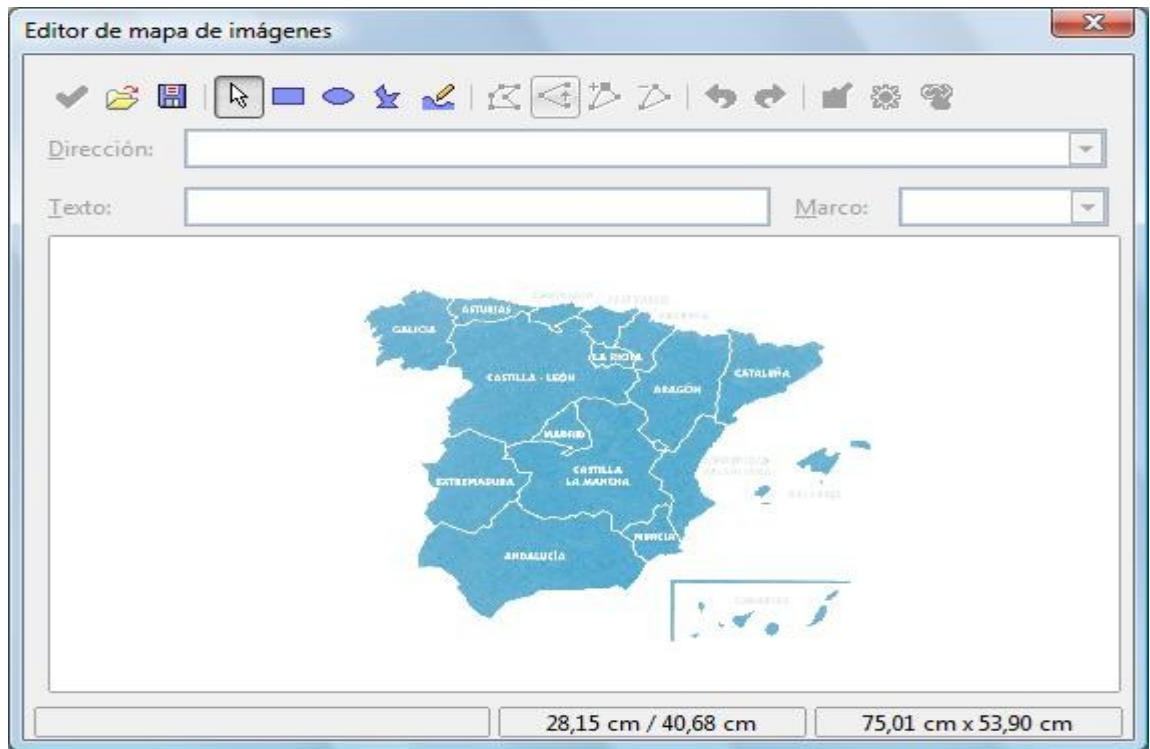 Editor de mapa de imágenes
Dirección:
Texto:
Marco:
ASTURIAS
GALICIA
LA RIOJA
CASTILLA - LEÓN
CATALUÑA
ARAGÓN
MADRID
CASTILLA
LA MANCHA
EXTREMADURA
MURCIA
ANDALUCÍA
28,15 cm / 40,68 cm
75,01 cm x 53,90 cm